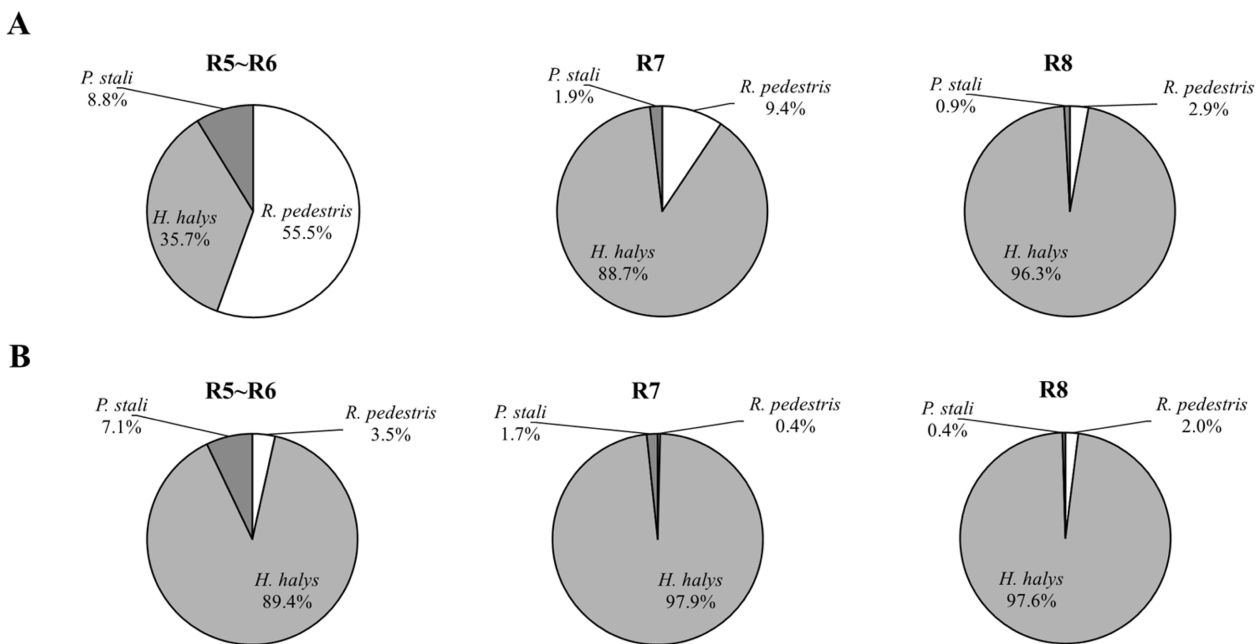 A
R5~R6
P. stali
8.8%
H. halys
35.7%
R. pedestris
55.5%
R7
P. stali
1.9%
R. pedestris
9.4%
H. halys
88.7%
R8
P. stali
0.9%
R. pedestris
2.9%
H. halys
96.3%
B
R5~R6
P. stali
7.1%
R. pedestris
3.5%
H. halys
89.4%
R7
P. stali
1.7%
R. pedestris
0.4%
H. halys
97.9%
R8
P. stali
0.4%
R. pedestris
2.0%
H. halys
97.6%